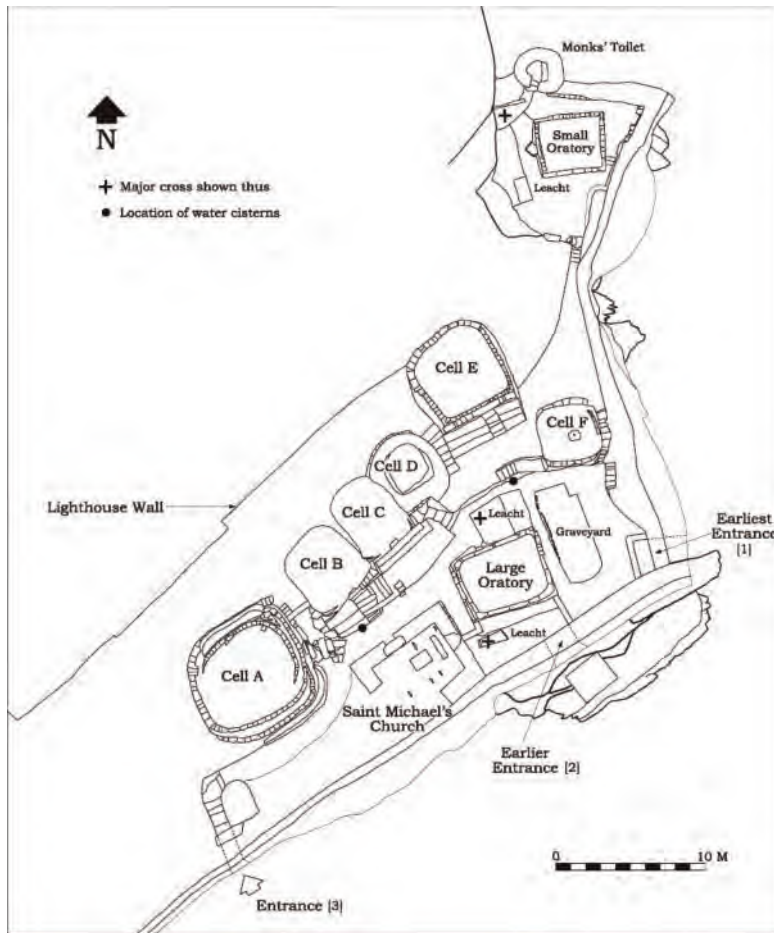 Monks' Toilet
N
Small
Oratory
Major cross shown thus
Leacht
Location of water cisterns
Cell E
Cell F
Cell D
Lighthouse Wall
Cell C
Leacht
Graveyard
Earliest
Entrance
[1]
Cell B
Large
Oratory
Leacht
Cell A
Saint Michael's
Church
Earlier
Entrance [2]
0
10 M
Entrance [3]